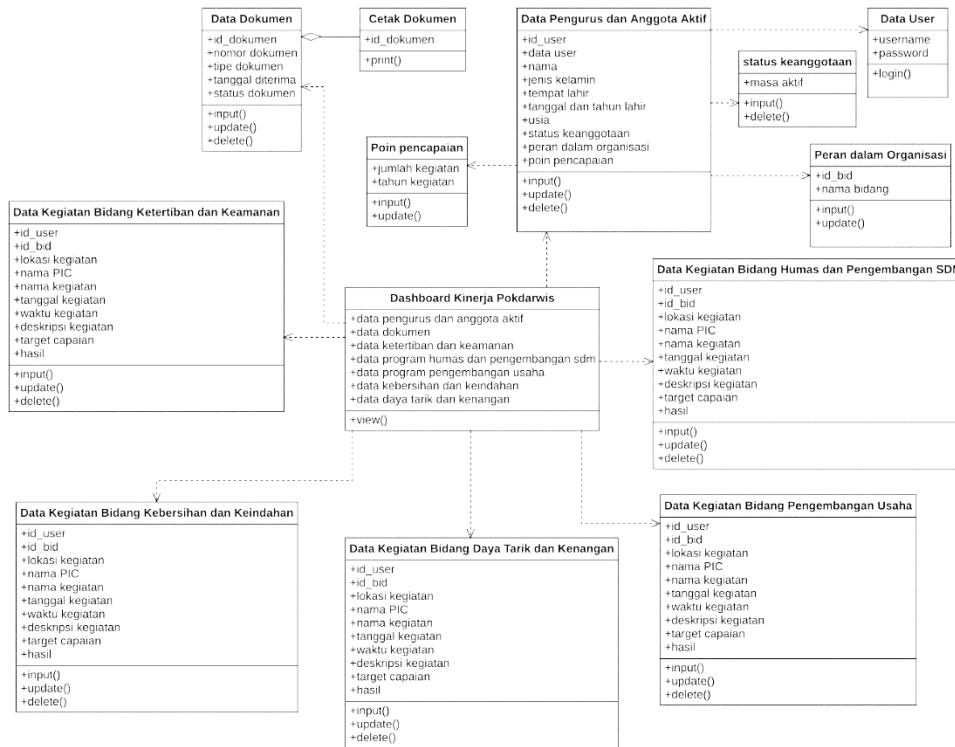 Data Dokumen
+id_dokumen
+nomor dokumen
+tipe dokumen
+tanggal diterima
+status dokumen
+input()
+update()
+delete()
Cetak Dokumen
+id_dokumen
+print()
Data Pengurus dan Anggota Aktif
+id_user
+data user
+nama
+jenis kelamin
+tempat lahir
+tanggal dan tahun lahir
+usia
+status keanggotaan
+peran dalam organisasi
+poin pencapaian
+input()
+update()
+delete()
Data User
+username
+password
+login()
status keanggotaan
+masa aktif
+input()
+delete()
Poin pencapaian
+jumlah kegiatan
+tahun kegiatan
+input()
+update()
Peran dalam Organisasi
+id_bid
+nama bidang
+input()
+update()
Data Kegiatan Bidang Ketertiban dan Keamanan
+id_user
+id_bid
+lokasi kegiatan
+nama PIC
+nama kegiatan
+tanggal kegiatan
+waktu kegiatan
+deskripsi kegiatan
+target capaian
+hasil
+input()
+update()
+delete()
Dashboard Kinerja Pokdarwis
+data pengurus dan anggota aktif
+data dokumen
+data ketertiban dan keamanan
+data program humas dan pengembangan sdm
+data program pengembangan usaha
+data kebersihan dan keindahan
+data daya tarik dan kenangan
+view()
Data Kegiatan Bidang Humas dan Pengembangan SDM
+id_user
+id_bid
+lokasi kegiatan
+nama PIC
+nama kegiatan
+tanggal kegiatan
+waktu kegiatan
+deskripsi kegiatan
+target capaian
+hasil
+input()
+update()
+delete()
Data Kegiatan Bidang Kebersihan dan Keindahan
+id_user
+id_bid
+lokasi kegiatan
+nama PIC
+nama kegiatan
+tanggal kegiatan
+waktu kegiatan
+deskripsi kegiatan
+target capaian
+hasil
+input()
+update()
+delete()
Data Kegiatan Bidang Daya Tarik dan Kenangan
+id_user
+id_bid
+lokasi kegiatan
+nama PIC
+nama kegiatan
+tanggal kegiatan
+waktu kegiatan
+deskripsi kegiatan
+target capaian
+hasil
+input()
+update()
+delete()
Data Kegiatan Bidang Pengembangan Usaha
+id_user
+id_bid
+lokasi kegiatan
+nama PIC
+nama kegiatan
+tanggal kegiatan
+waktu kegiatan
+deskripsi kegiatan
+target capaian
+hasil
+input()
+update()
+delete()